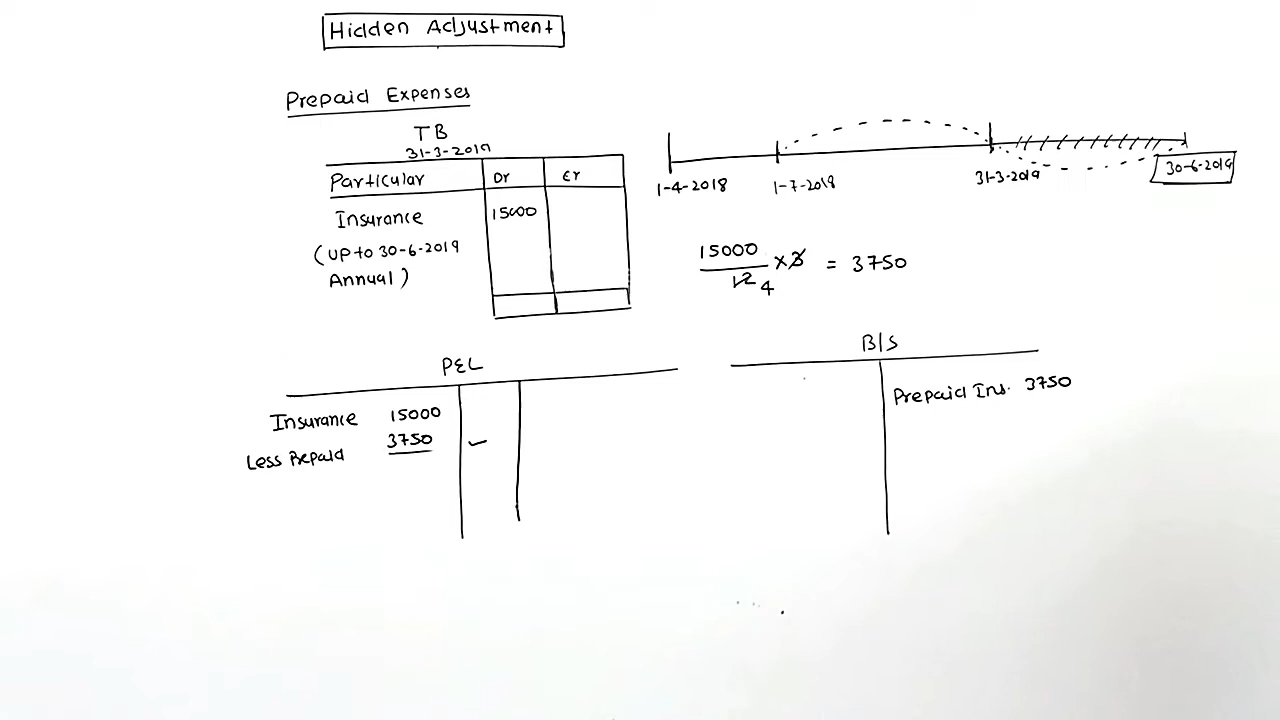 Hidden Adjustment
Prepaid Expenses
TB
31-3-2019
Particular Dr Cr
Insurance 15000
(UP to 30-6-2019
Annual)
1-4-2018 1-7-2018 31-3-2019 30-6-2019
15000
12 4 × 3 = 3750
P&L
Insurance 15000
Less Prepaid 3750
B/S
Prepaid Ins. 3750